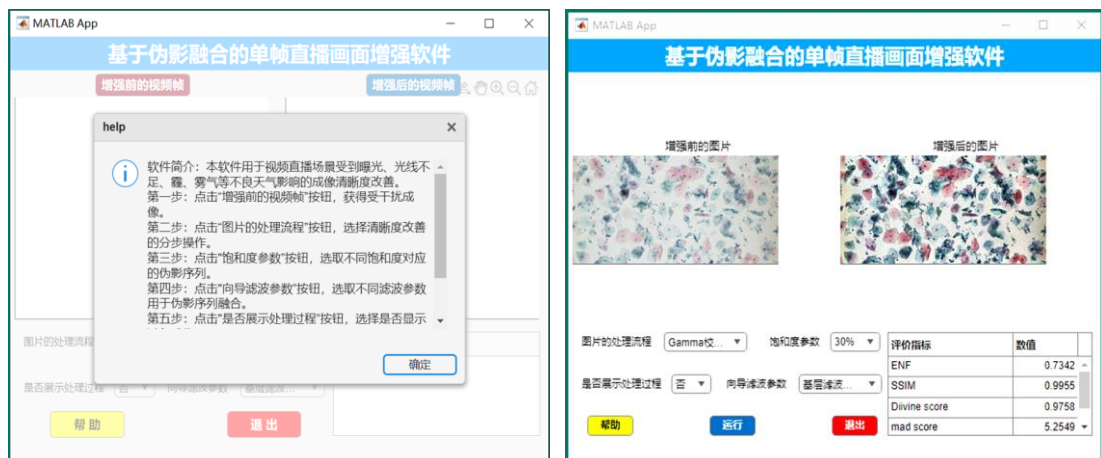 MATLAB App
基于伪影融合的单帧直播画面增强软件
增强前的视频帧
增强后的视频帧
help
软件简介：本软件用于视频直播场景受到曝光、光线不
足、霾、雾气等不良天气影响的成像清晰度改善。
第一步：点击“增强前的视频帧”按钮，获得受干扰成
像。
第二步：点击“图片的处理流程”按钮，选择清晰度改善
的分步操作。
第三步：点击“饱和度参数”按钮，选取不同饱和度对应
的伪影序列。
第四步：点击“向导滤波参数”按钮，选取不同滤波参数
用于伪影序列融合。
第五步：点击“是否展示处理过程”按钮，选择是否显示
确定
图片的处理流程
是否展示处理过程 否 向导滤波参数 基层滤波...
帮 助
退 出
MATLAB App
基于伪影融合的单帧直播画面增强软件
增强前的图片
增强后的图片
图片的处理流程 Gamma校... 饱和度参数 30%
是否展示处理过程 否 向导滤波参数 基层滤波...
帮助
运行
退出
评价指标 数值
ENF 0.7342
SSIM 0.9955
Diivine score 0.9758
mad score 5.2549